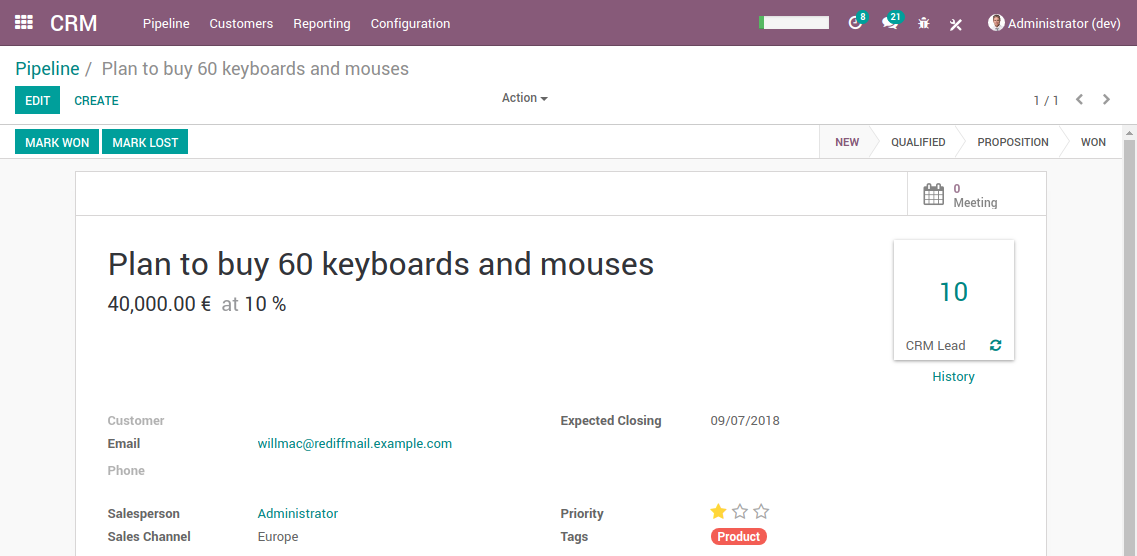 CRM Pipeline Customers Reporting Configuration 8 21 Administrator (dev)
Pipeline / Plan to buy 60 keyboards and mouses
EDIT CREATE Action 1 / 1
MARK WON MARK LOST NEW QUALIFIED PROPOSITION WON
0
Meeting
Plan to buy 60 keyboards and mouses
40,000.00 € at 10 %
10
CRM Lead
History
Customer Expected Closing 09/07/2018
Email willmac@rediffmail.example.com
Phone
Salesperson Administrator Priority
Sales Channel Europe Tags Product